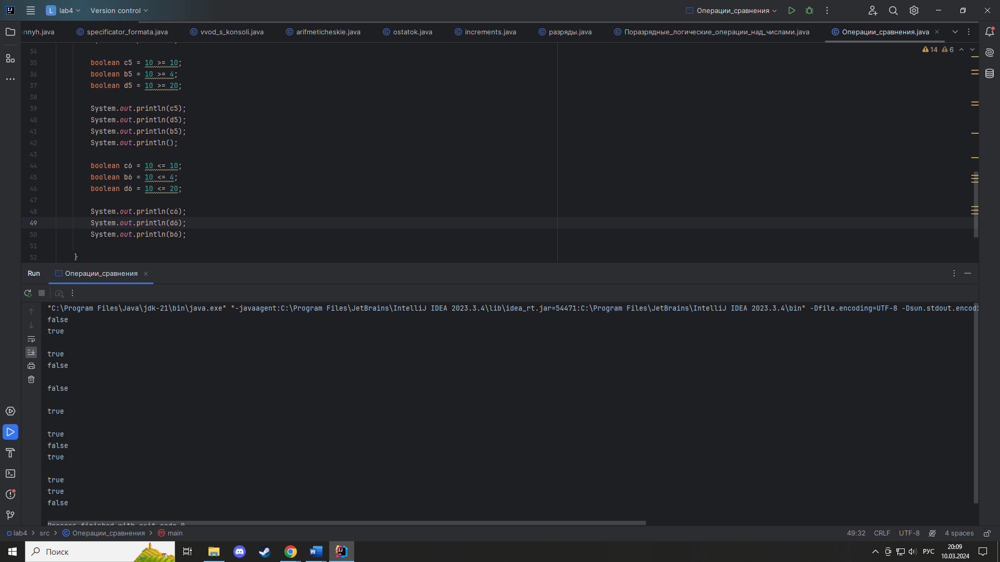 L lab4 Version control Операции_сравнения
nnyh.java specificator_formata.java vvod_s_konsoli.java arifmeticheskie.java ostatok.java increments.java разряды.java Поразрядные_логические_операции_над_числами.java Операции_сравнения.java
14 6
34
35 boolean c5 = 10 >= 10;
36 boolean b5 = 10 >= 4;
37 boolean d5 = 10 >= 20;
38
39 System.out.println(c5);
40 System.out.println(d5);
41 System.out.println(b5);
42 System.out.println();
43
44 boolean c6 = 10 <= 10;
45 boolean b6 = 10 <= 4;
46 boolean d6 = 10 <= 20;
47
48 System.out.println(c6);
49 System.out.println(d6);
50 System.out.println(b6);
51
52 }
Run Операции_сравнения
"C:\Program Files\Java\jdk-21\bin\java.exe" "-javaagent:C:\Program Files\JetBrains\IntelliJ IDEA 2023.3.4\lib\idea_rt.jar=54471:C:\Program Files\JetBrains\IntelliJ IDEA 2023.3.4\bin" -Dfile.encoding=UTF-8 -Dsun.stdout.encodi
false
true
true
false
false
true
true
false
true
true
true
false
Process finished with exit code 0
lab4 > src > Операции_сравнения > main 49:32 CRLF UTF-8 4 spaces
Поиск РУС 20:09
10.03.2024